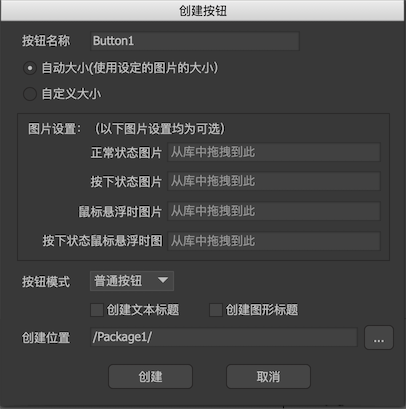 创建按钮
按钮名称 Button1
自动大小(使用设定的图片的大小)
自定义大小
图片设置：（以下图片设置均为可选）
正常状态图片 从库中拖拽到此
按下状态图片 从库中拖拽到此
鼠标悬浮时图片 从库中拖拽到此
按下状态鼠标悬浮时图 从库中拖拽到此
按钮模式 普通按钮
创建文本标题 创建图形标题
创建位置 /Package1/ ...
创建 取消